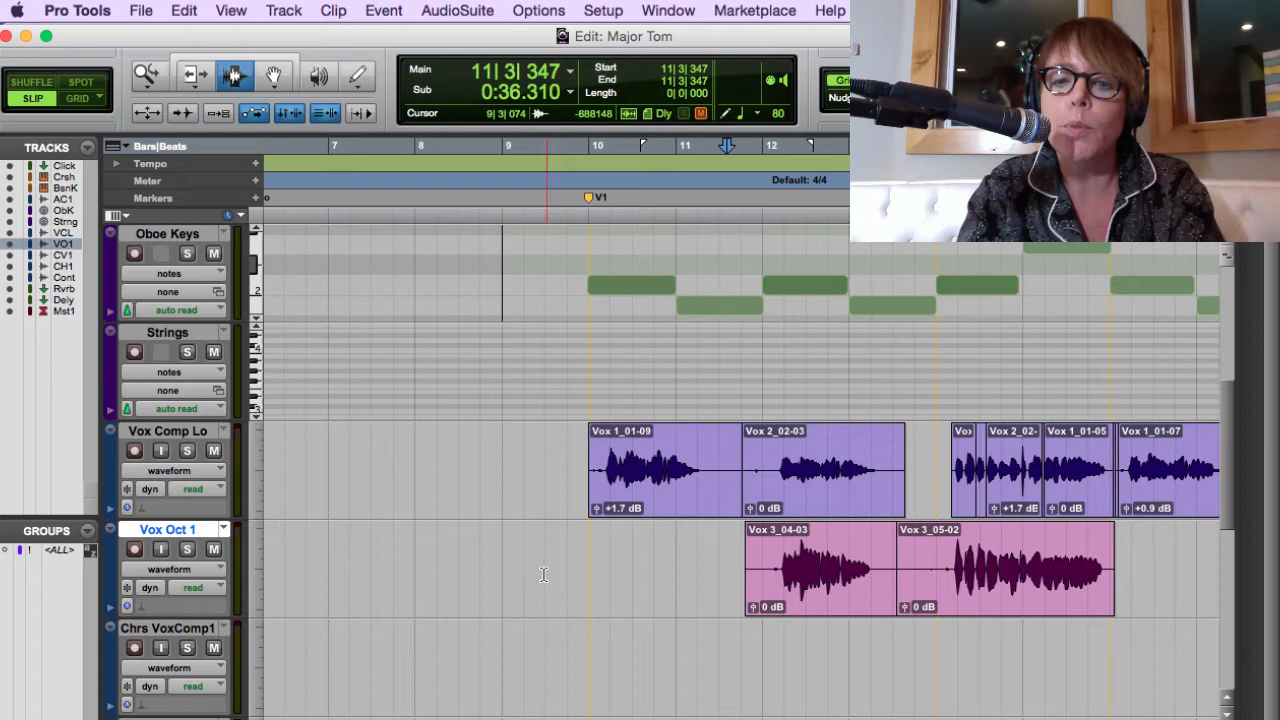 Pro Tools File Edit View Track Clip Event AudioSuite Options Setup Window Marketplace Help
Edit: Major Tom
SHUFFLE SPOT
SLIP GRID
Main 11| 3| 347
Sub 0:36.310
Start 11| 3| 347
End 11| 3| 347
Length 0| 0| 000
Cursor 9| 3| 074 -688148 Dly S M 80
Nud
TRACKS
Click
Crsh
BsnK
AC1
ObK
Strng
VCL
VO1
CV1
CH1
Cont
Rvrb
Dely
Mst1
GROUPS
! <ALL>
Bars|Beats 7 8 9 10 11 12
Tempo
Meter Default: 4/4
Markers V1
Oboe Keys
S M
notes
none
auto read
2
Strings
S M
notes
none
auto read
4
3
Vox Comp Lo
I S M
waveform
dyn read
Vox 1_01-09 Vox 2_02-03 Vox 2_02- Vox 1_01-05 Vox 1_01-07
+1.7 dB 0 dB +1.7 dE 0 dB +0.9 dB
Vox Oct 1
I S M
waveform
dyn read
Vox 3_04-03 Vox 3_05-02
0 dB 0 dB
Chrs VoxComp1
I S M
waveform
dyn read